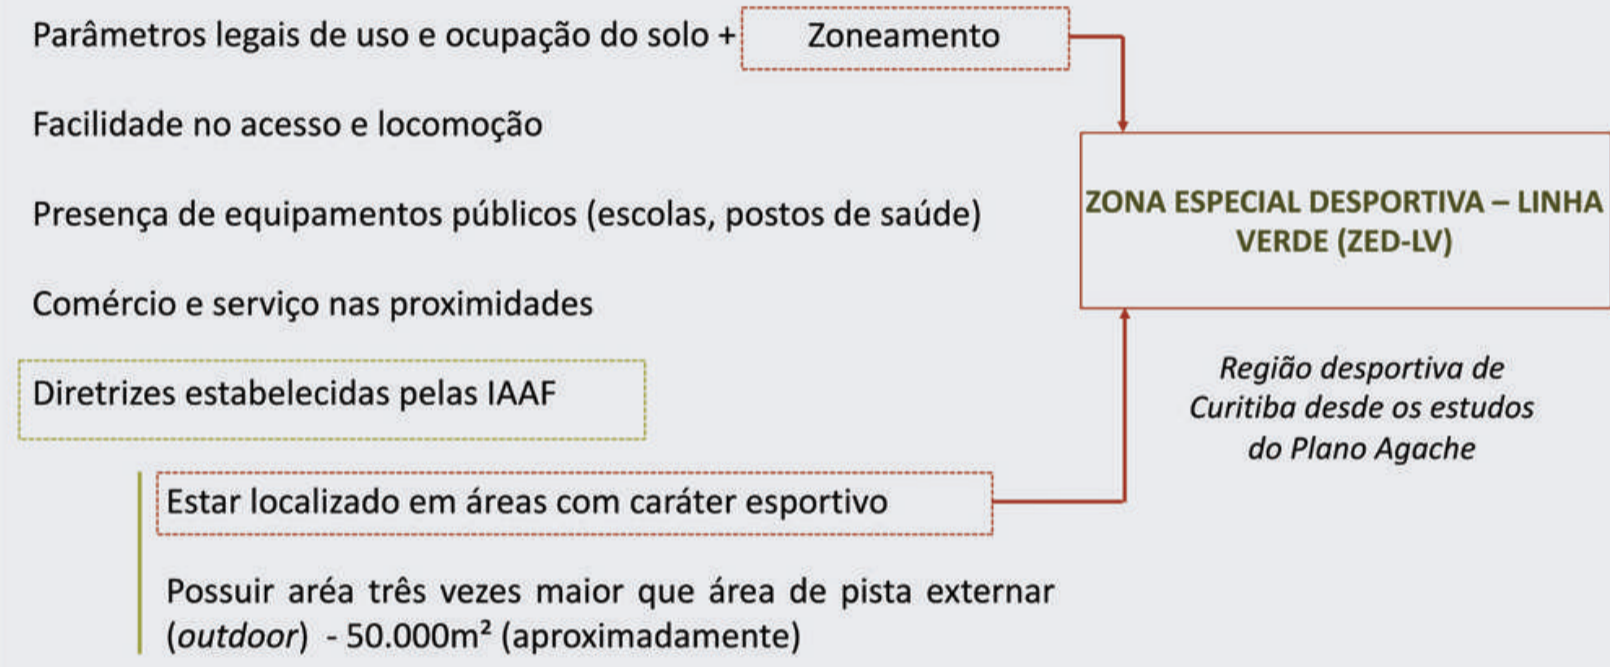 Parâmetros legais de uso e ocupação do solo + Zoneamento
Facilidade no acesso e locomoção
Presença de equipamentos públicos (escolas, postos de saúde)
Comércio e serviço nas proximidades
Diretrizes estabelecidas pelas IAAF
Estar localizado em áreas com caráter esportivo
Possuir aréa três vezes maior que área de pista externar
(outdoor) - 50.000m² (aproximadamente)
ZONA ESPECIAL DESPORTIVA – LINHA
VERDE (ZED-LV)
Região desportiva de
Curitiba desde os estudos
do Plano Agache